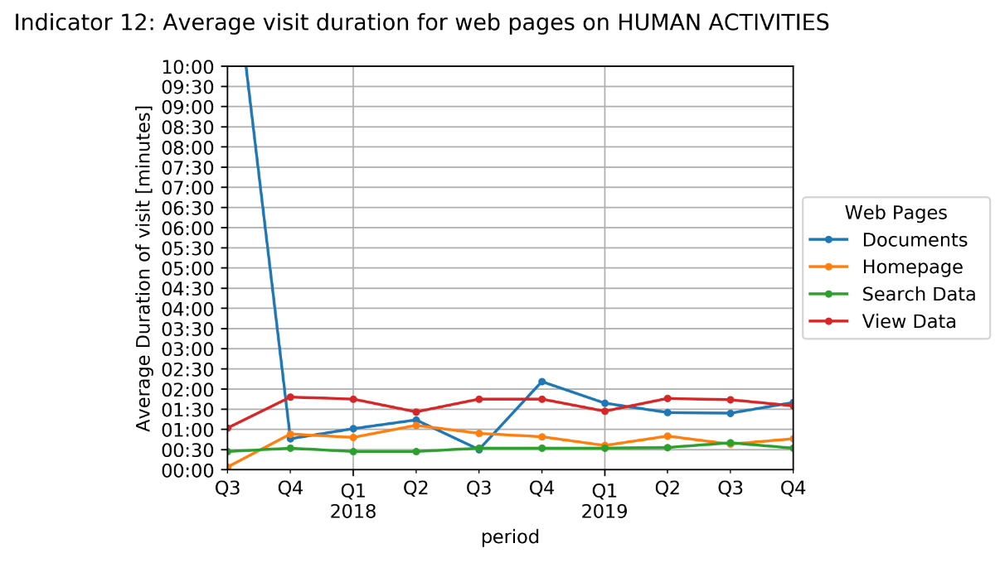 Indicator 12: Average visit duration for web pages on HUMAN ACTIVITIES
Average Duration of visit [minutes]
10:00
09:30
09:00
08:30
08:00
07:30
07:00
06:30
06:00
05:30
05:00
04:30
04:00
03:30
03:00
02:30
02:00
01:30
01:00
00:30
00:00
Q3 Q4 Q1 Q2 Q3 Q4 Q1 Q2 Q3 Q4
2018 2019
period
Web Pages
Documents
Homepage
Search Data
View Data